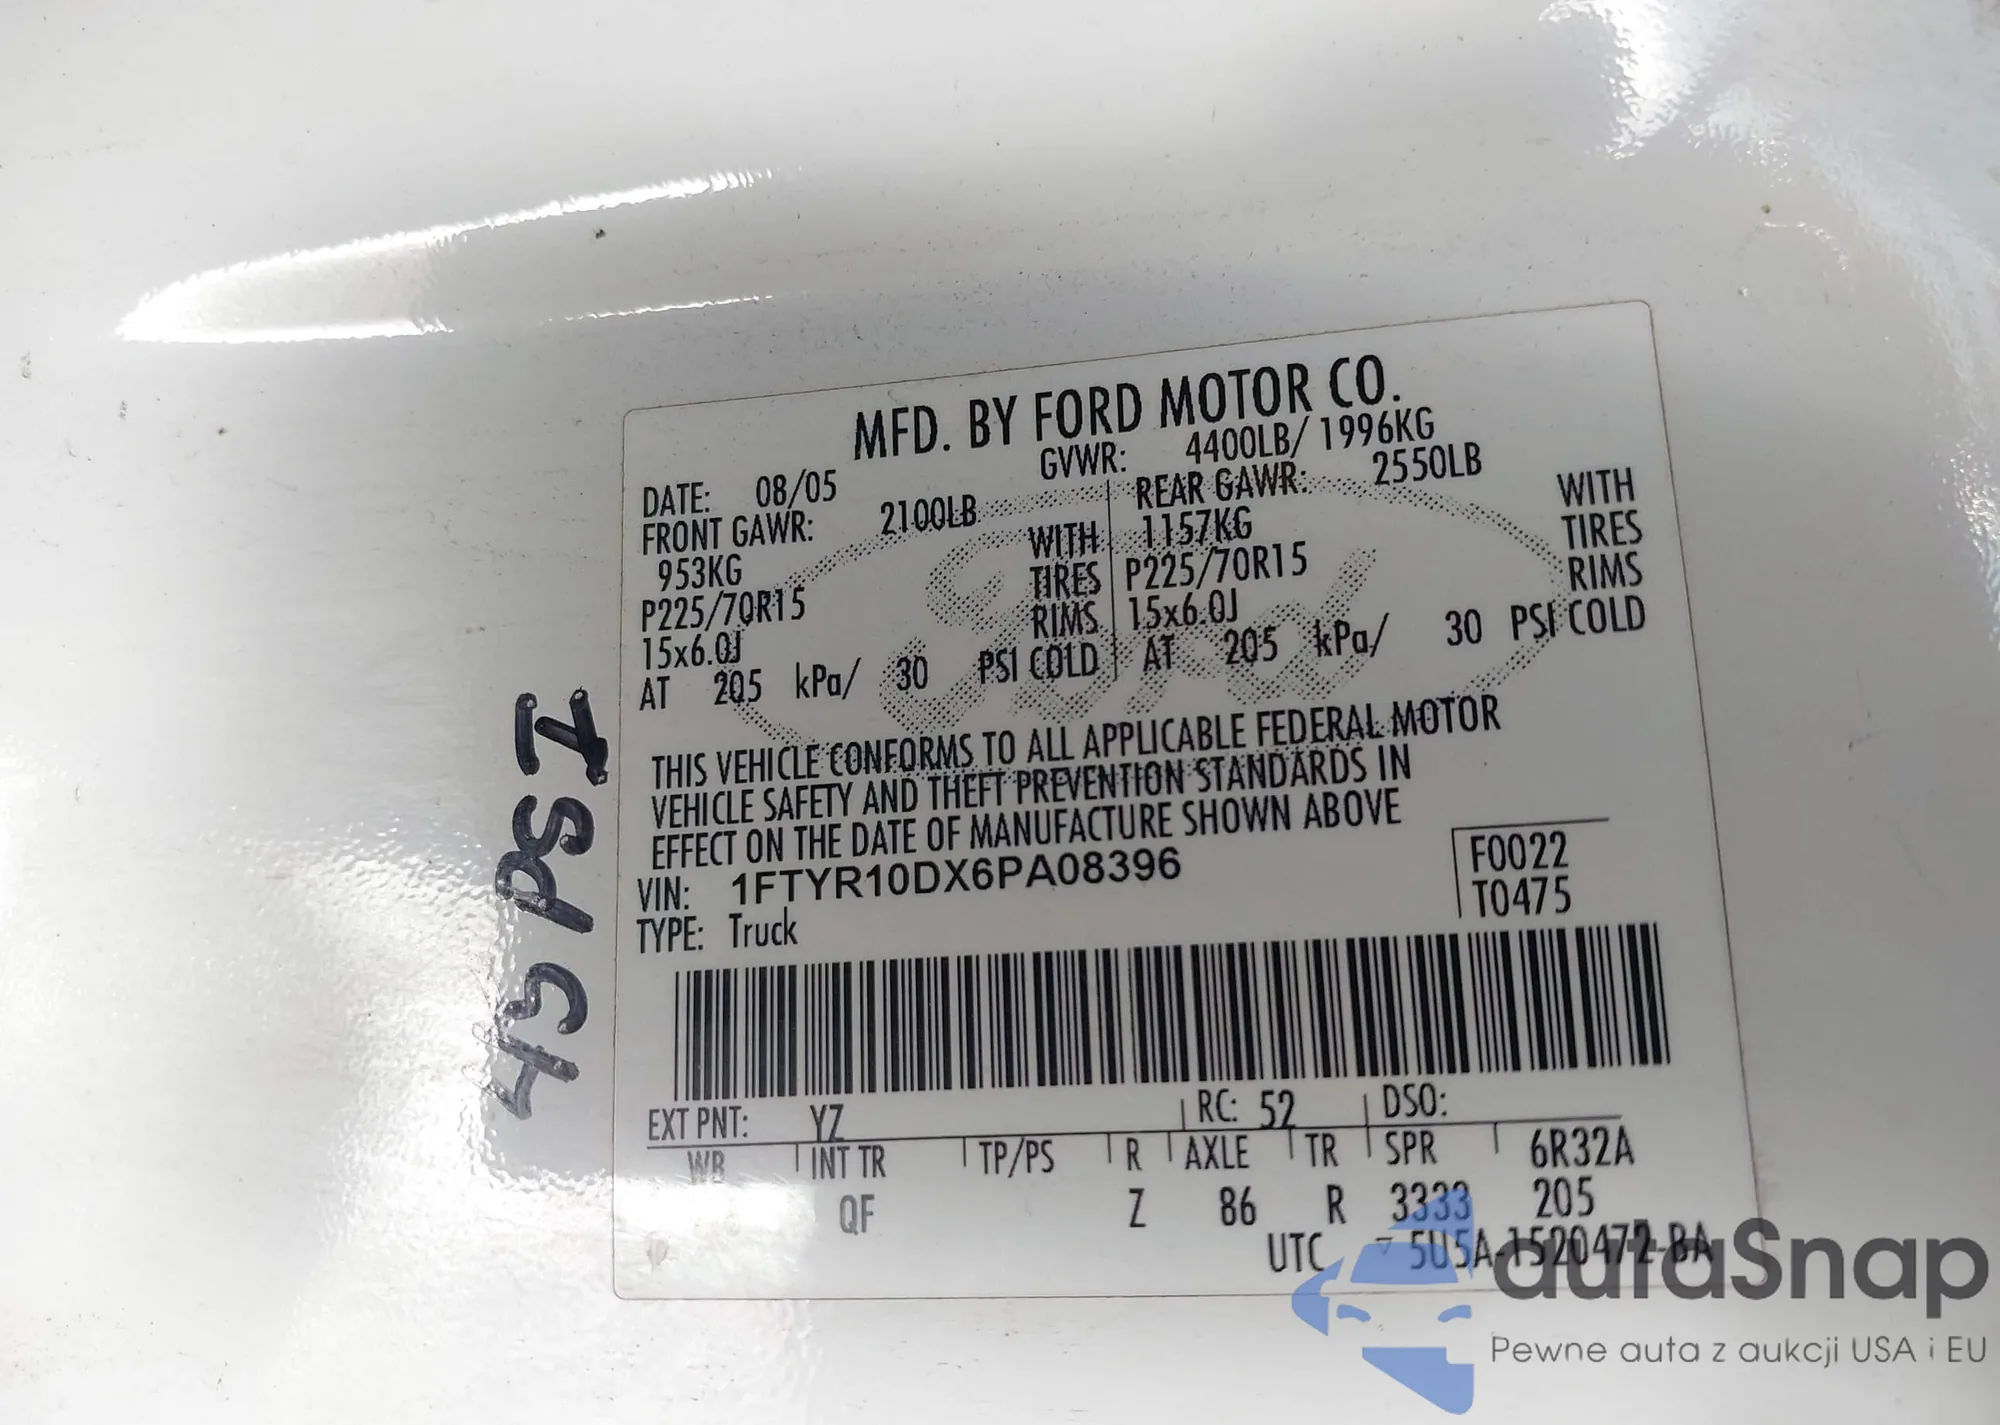 MFD. BY FORD MOTOR CO.
DATE: 08/05 GVWR: 4400LB/ 1996KG
FRONT GAWR: 2100LB REAR GAWR: 2550LB
953KG WITH 1157KG WITH
P225/70R15 TIRES P225/70R15 TIRES
15x6.0J RIMS 15x6.0J RIMS
AT 205 kPa/ 30 PSI COLD AT 205 kPa/ 30 PSI COLD
THIS VEHICLE CONFORMS TO ALL APPLICABLE FEDERAL MOTOR
VEHICLE SAFETY AND THEFT PREVENTION STANDARDS IN
EFFECT ON THE DATE OF MANUFACTURE SHOWN ABOVE
VIN: 1FTYR10DX6PA08396
F0022
TYPE: Truck
T0475
EXT PNT: YZ RC: 52 DSO:
WB INT TR TP/PS R AXLE TR SPR 6R32A
QF Z 86 R 3333 205
UTC ▽ 5U5A-1520472-BA
Ford
autaSnap
Pewne auta z aukcji USA i EU